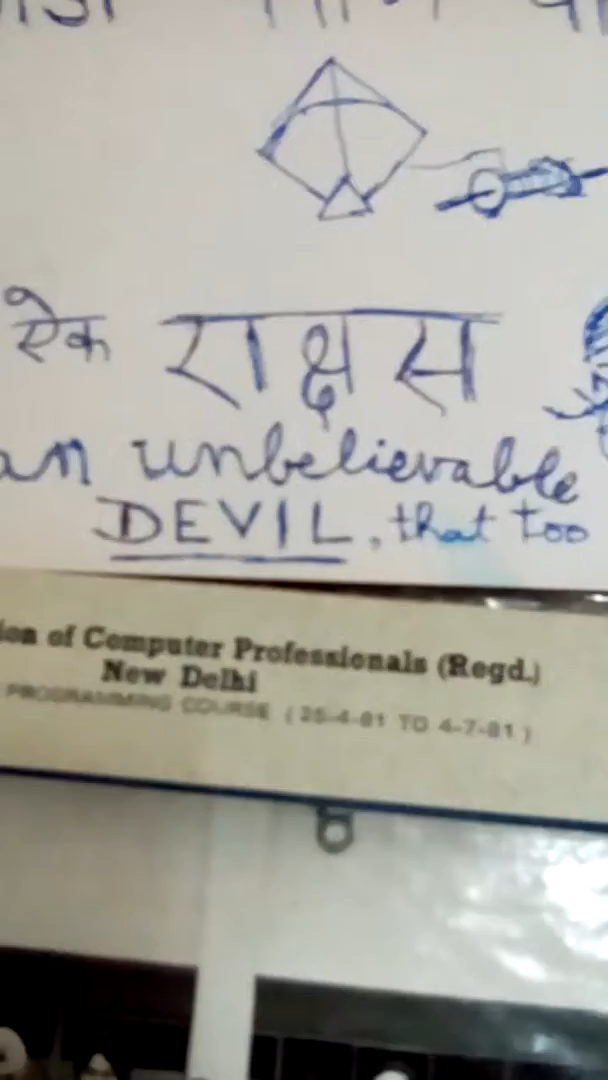 ऐक राक्षस
an unbelievable
DEVIL, that too
ion of Computer Professionals (Regd.)
New Delhi
PROGRAMMING COURSE ( 25-4-81 TO 4-7-81 )